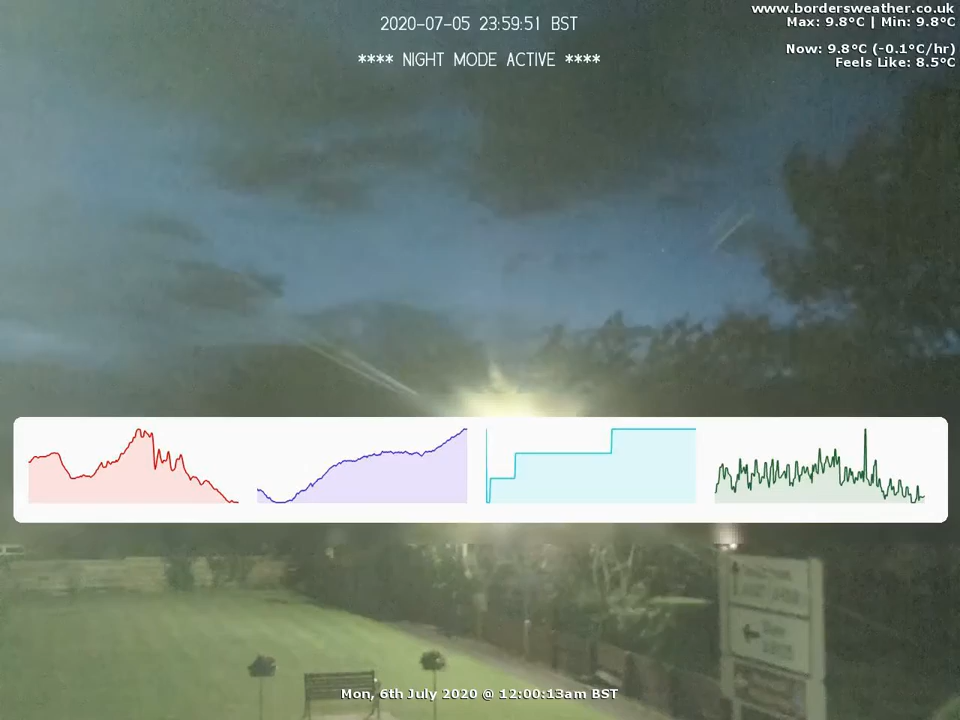 www.bordersweather.co.uk
2020-07-05 23:59:51 BST
Max: 9.8°C | Min: 9.8°C
Now: 9.8°C (-0.1°C/hr)
**** NIGHT MODE ACTIVE ****
Feels Like: 8.5°C
Mon, 6th July 2020 @ 12:00:13am BST